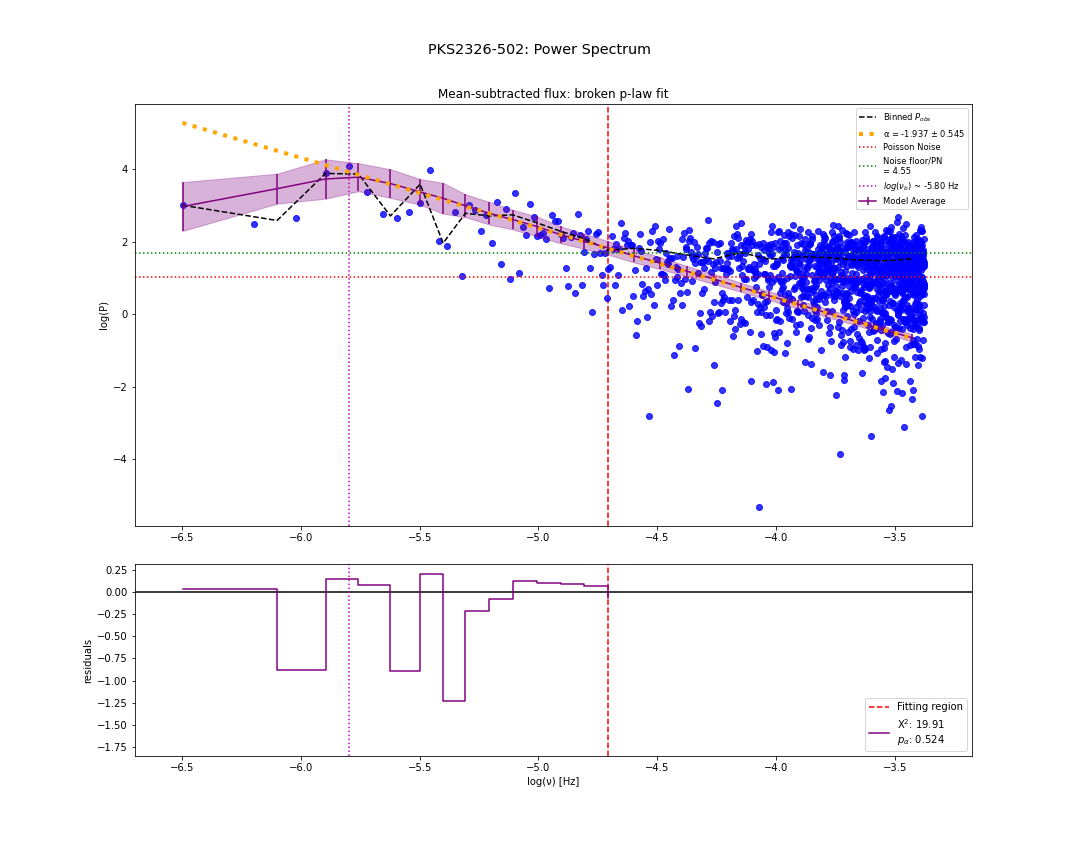 PKS2326-502: Power Spectrum
Mean-subtracted flux: broken p-law fit
log(P)
4
2
0
−2
−4
Binned P_obs
α = -1.937 ± 0.545
Poisson Noise
Noise floor/PN
= 4.55
log(ν_b) ~ -5.80 Hz
Model Average
−6.5 −6.0 −5.5 −5.0 −4.5 −4.0 −3.5
residuals
0.25
0.00
−0.25
−0.50
−0.75
−1.00
−1.25
−1.50
−1.75
Fitting region
X²: 19.91
p_α: 0.524
−6.5 −6.0 −5.5 −5.0 −4.5 −4.0 −3.5
log(ν) [Hz]